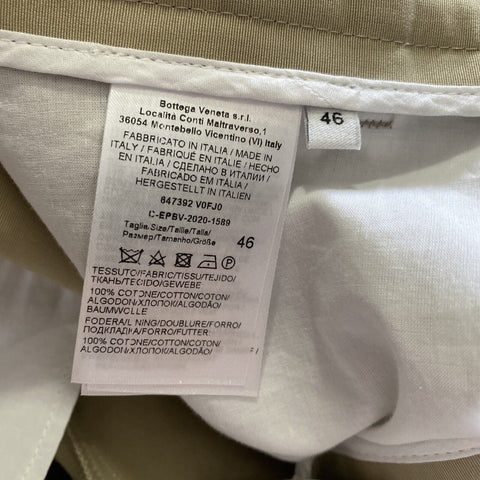 Bottega Veneta s.r.l.
Località Conti Maltraverso,1
36054 Montebello Vicentino (VI) Italy
FABBRICATO IN ITALIA / MADE IN
ITALY / FABRIQUÉ EN ITALIE / HECHO
EN ITALIA / СДЕЛАНО В ИТАЛИИ /
FABRICADO EM ITÁLIA /
HERGESTELLT IN ITALIEN
647392 V0FJ0
C-EPBV-2020-1589
Taglia/Size/Taille/Talla/
Размер/Tamanho/Größe 46
P
TESSUTO/FABRIC/TISSU/TEJIDO/
ТКАНЬ/TECIDO/GEWEBE
100% COTONE/COTTON/COTON/
ALGODON/ХЛОПОК/ALGODÃO/
BAUMWOLLE
FODERA/LINING/DOUBLURE/FORRO/
ПОДКЛАДКА/FORRO/FUTTER
100% COTONE/COTTON/COTON/
ALGODON/ХЛОПОК/ALGODÃO/
46